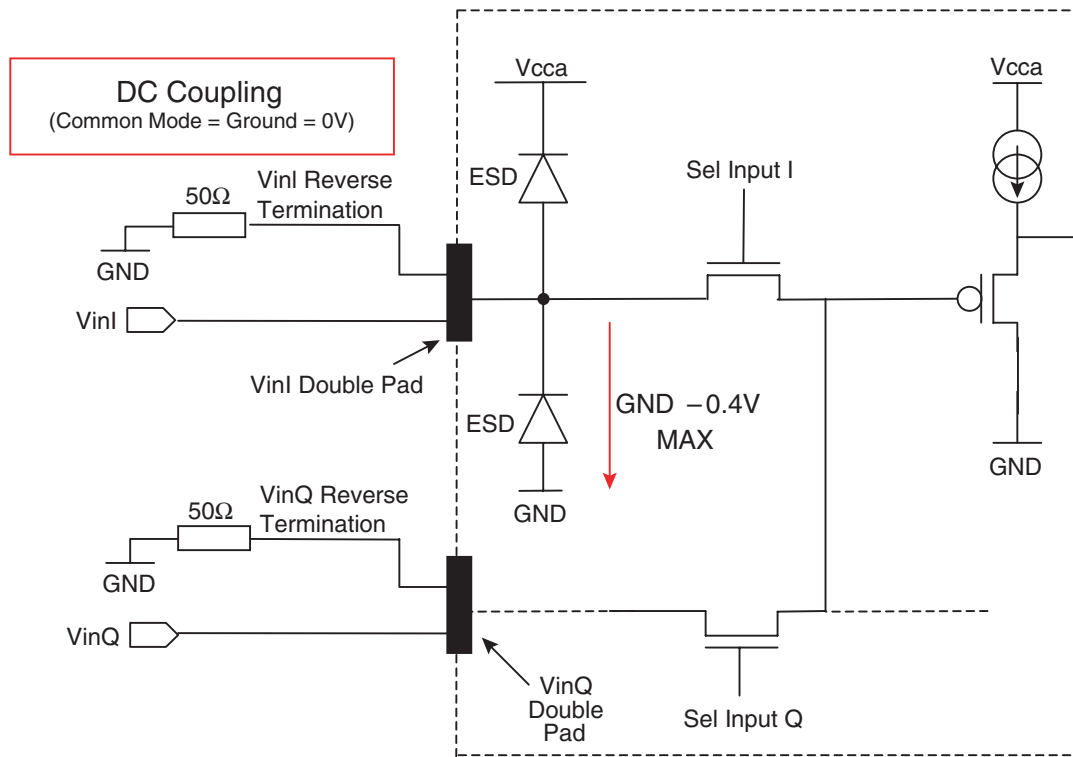 DC Coupling
(Common Mode = Ground = 0V)
Vcca
Vcca
ESD
Sel Input I
50Ω
VinI Reverse
Termination
GND
VinI
VinI Double Pad
ESD
GND −0.4V
MAX
GND
GND
50Ω
VinQ Reverse
Termination
GND
VinQ
VinQ
Double
Pad
Sel Input Q